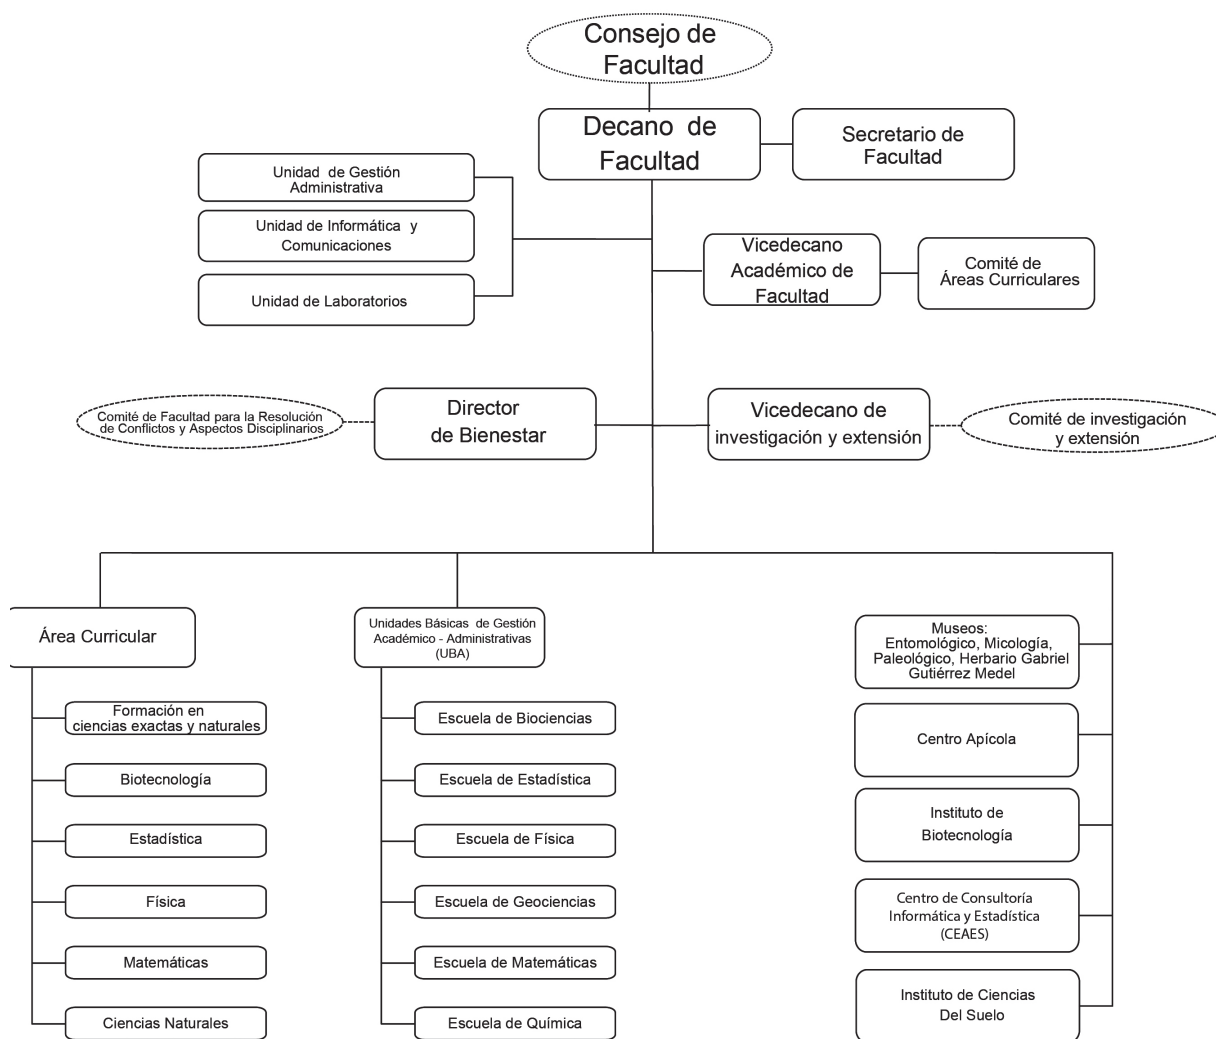 Consejo de
Facultad
Decano de
Facultad
Secretario de
Facultad
Unidad de Gestión
Administrativa
Unidad de Informática y
Comunicaciones
Unidad de Laboratorios
Vicedecano
Académico de
Facultad
Comité de
Áreas Curriculares
Comité de Facultad para la Resolución
de Conflictos y Aspectos Disciplinarios
Director
de Bienestar
Vicedecano de
investigación y extensión
Comité de investigación
y extensión
Área Curricular
Formación en
ciencias exactas y naturales
Biotecnología
Estadística
Física
Matemáticas
Ciencias Naturales
Unidades Básicas de Gestión
Académico - Administrativas
(UBA)
Escuela de Biociencias
Escuela de Estadística
Escuela de Física
Escuela de Geociencias
Escuela de Matemáticas
Escuela de Química
Museos:
Entomológico, Micología,
Paleológico, Herbario Gabriel
Gutiérrez Medel
Centro Apícola
Instituto de
Biotecnología
Centro de Consultoría
Informática y Estadística
(CEAES)
Instituto de Ciencias
Del Suelo